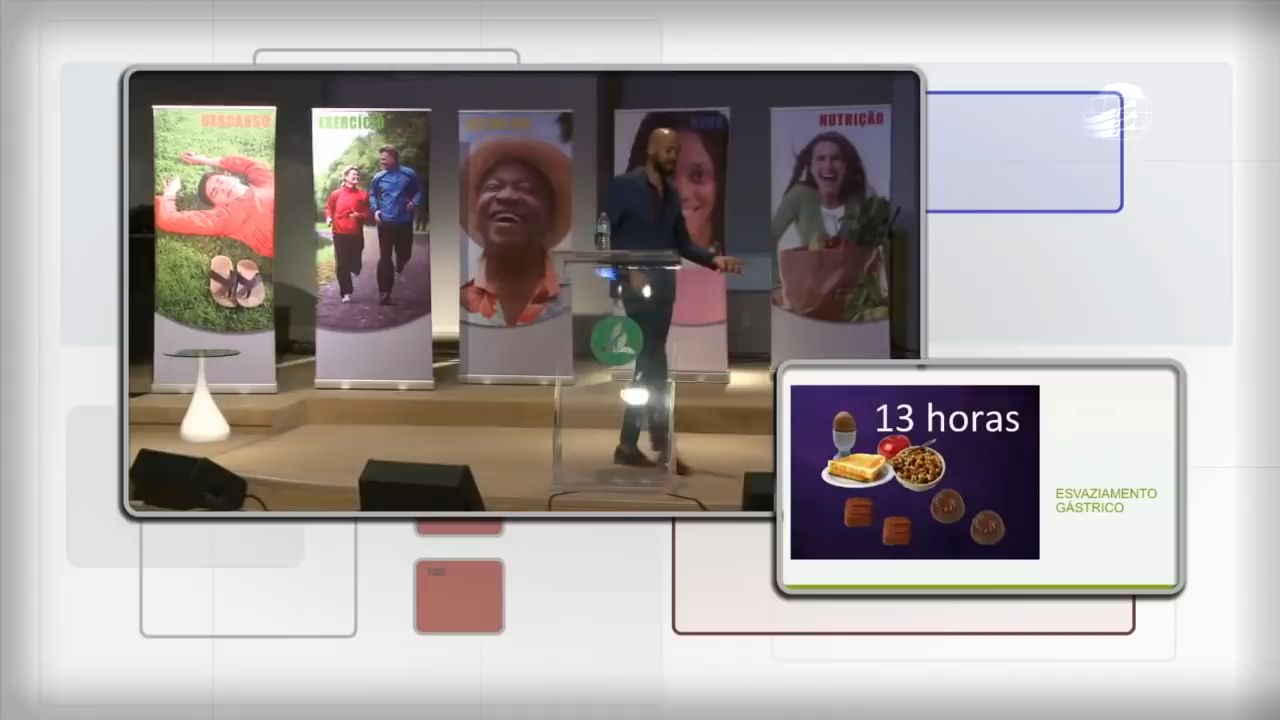 DESCANSO
EXERCÍCIO
NUTRIÇÃO
13 horas
ESVAZIAMENTO
GÁSTRICO